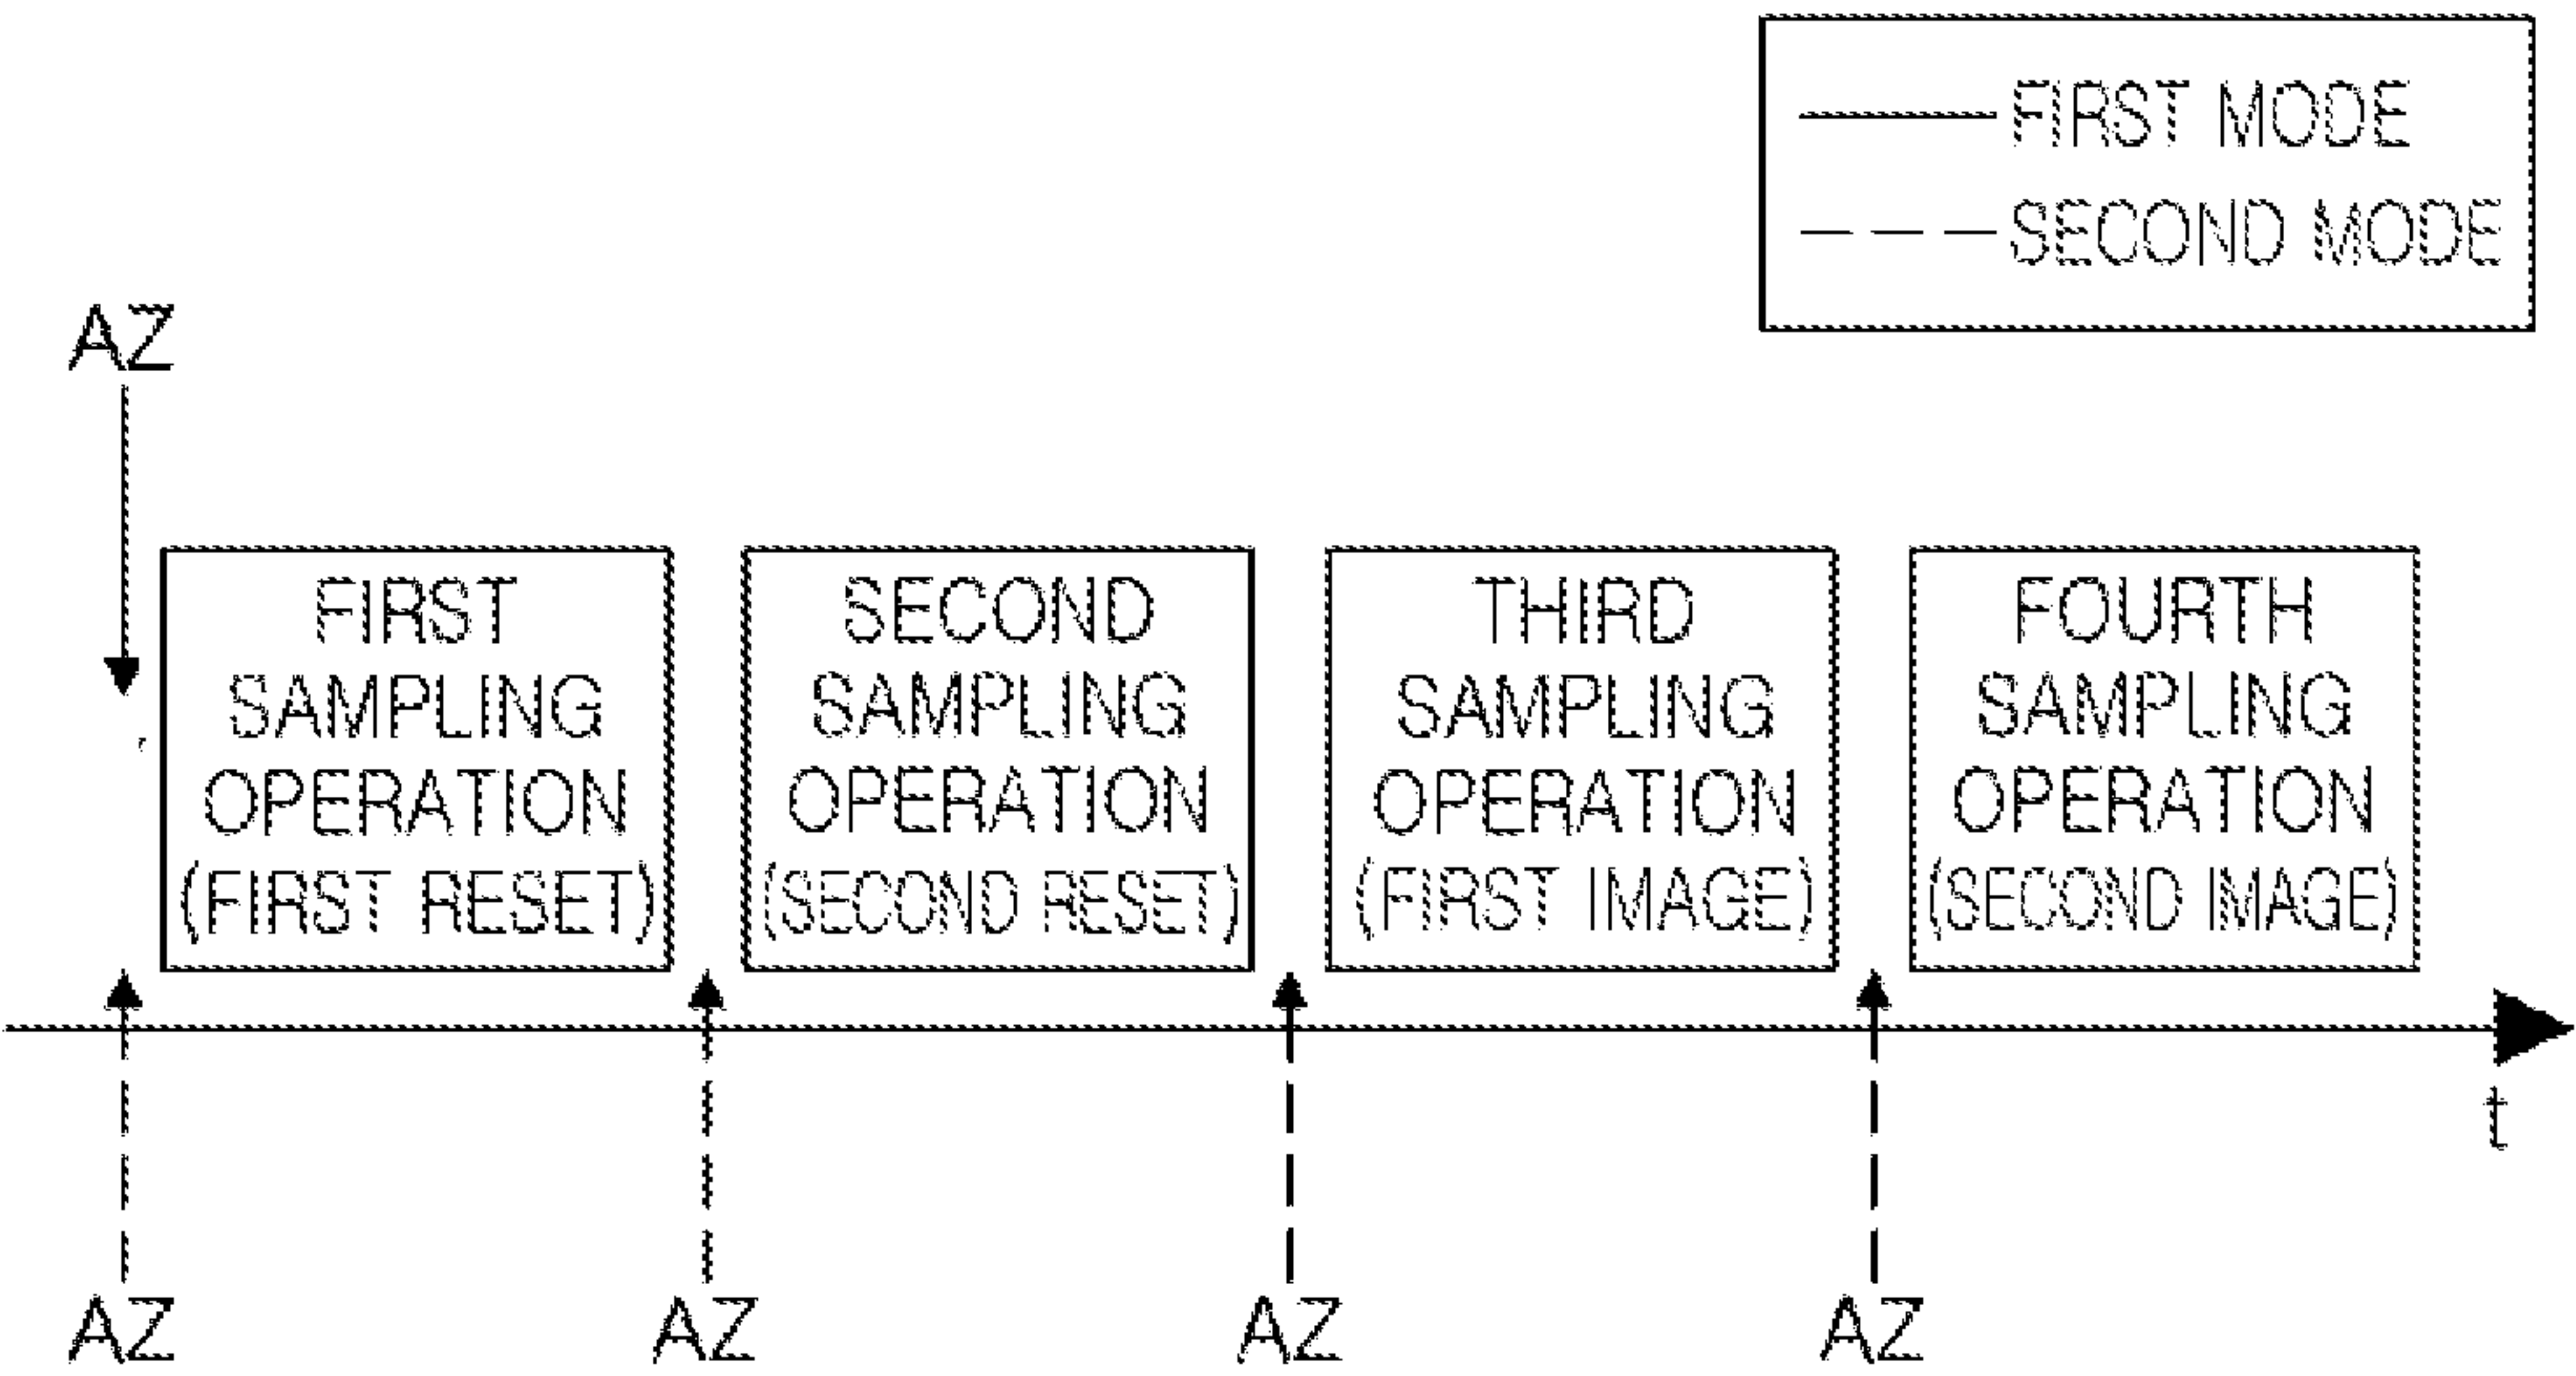 FIRST MODE
SECOND MODE
AZ
FIRST
SAMPLING
OPERATION
(FIRST RESET)
SECOND
SAMPLING
OPERATION
(SECOND RESET)
THIRD
SAMPLING
OPERATION
(FIRST IMAGE)
FOURTH
SAMPLING
OPERATION
(SECOND IMAGE)
t
AZ
AZ
AZ
AZ